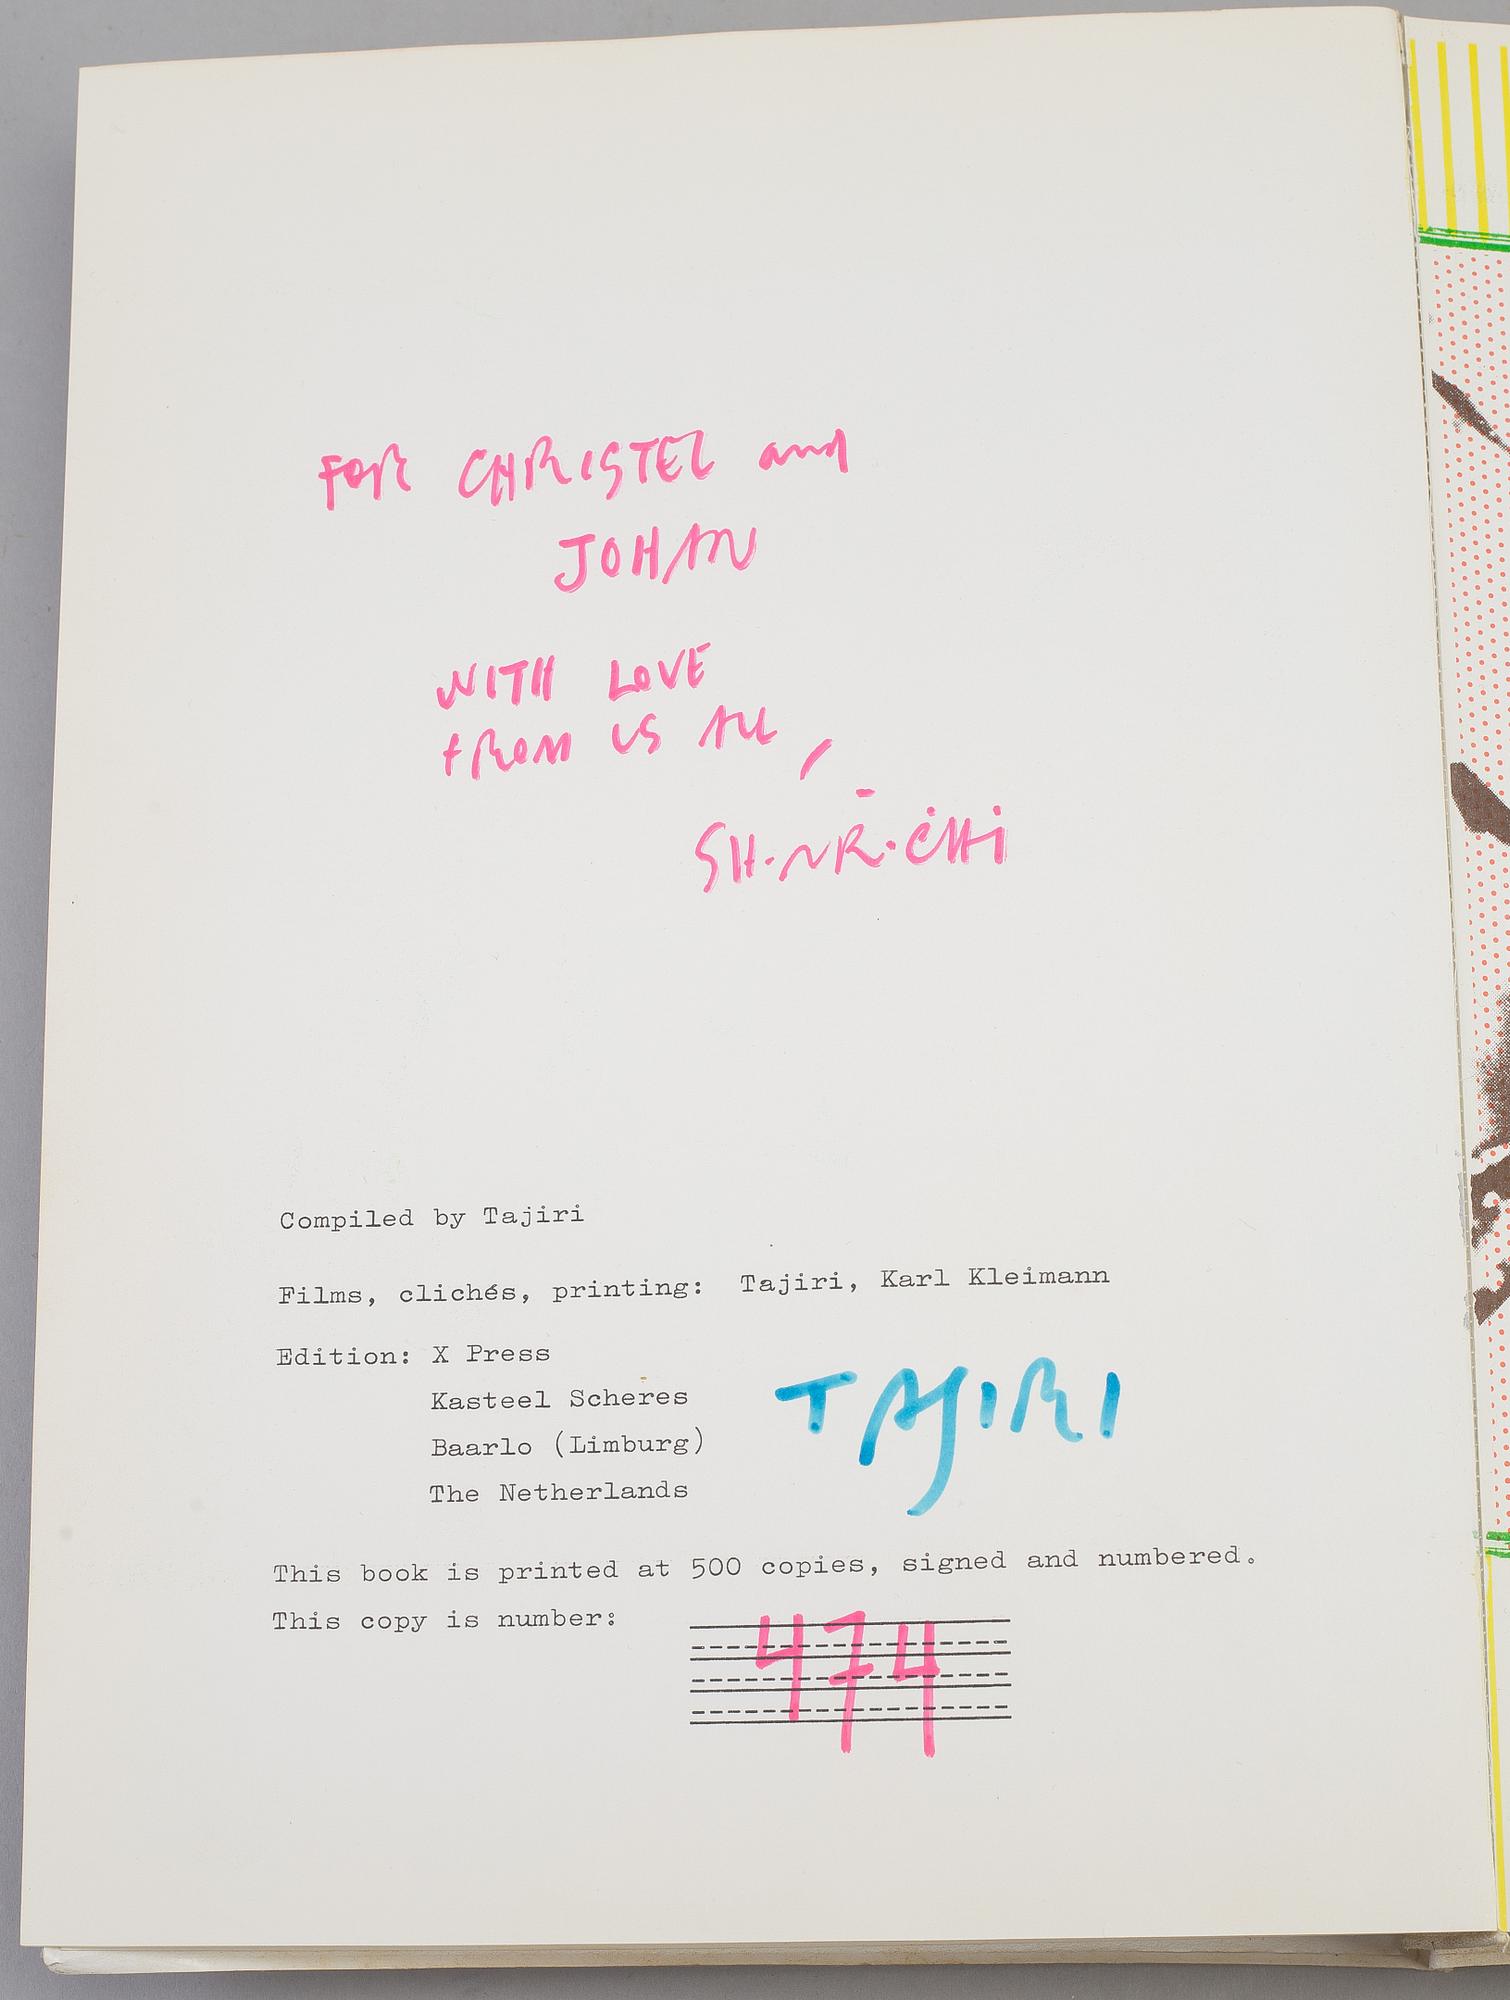 FOR CHRISTEL and
JOHAN
WITH LOVE
FROM US ALL,
Compiled by Tajiri
Films, clichés, printing: Tajiri, Karl Kleimann
Edition: X Press
Kasteel Scheres
TAJIRI
Baarlo (Limburg)
The Netherlands
This book is printed at 500 copies, signed and numbered.
This copy is number:
474